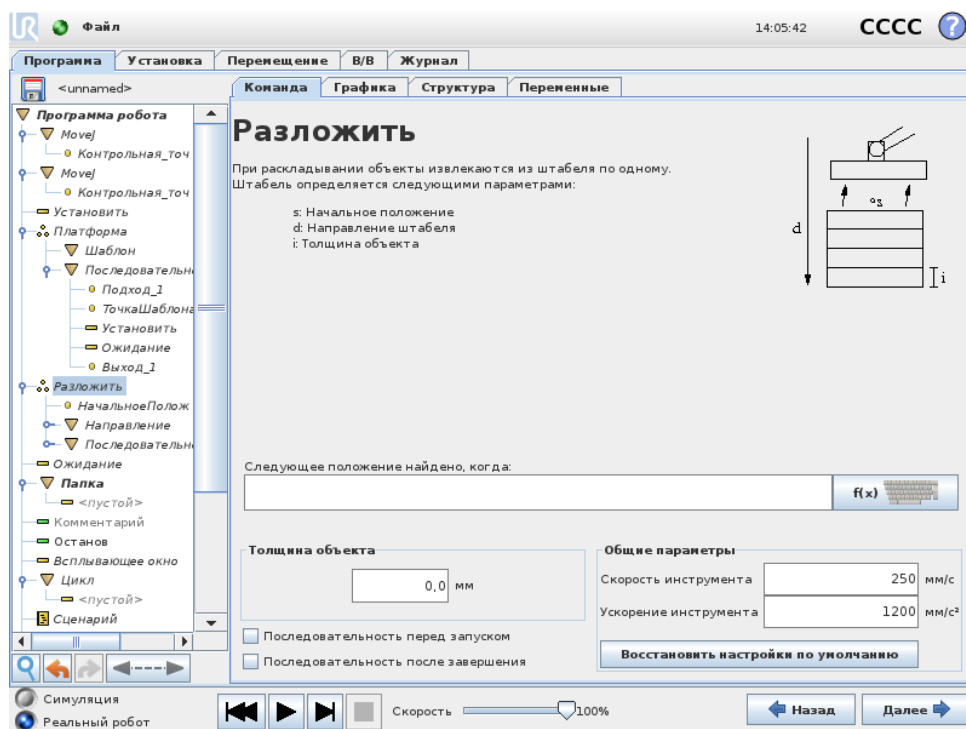 Файл
14:05:42
CCCC
?
Программа Установка Перемещение В/В Журнал
<unnamed>
Команда Графика Структура Переменные
Программа робота
MoveJ
Контрольная_точ
MoveJ
Контрольная_точ
Установить
Платформа
Шаблон
Последовательн
Подход_1
ТочкаШаблона
Установить
Ожидание
Выход_1
Разложить
НачальноеПолож
Направление
Последовательн
Ожидание
Папка
<пустой>
Комментарий
Останов
Всплывающее окно
Цикл
<пустой>
Сценарий
Разложить
При раскладывании объекты извлекаются из штабеля по одному.
Штабель определяется следующими параметрами:
s: Начальное положение
d: Направление штабеля
i: Толщина объекта
s
d
i
Следующее положение найдено, когда:
f(x)
Толщина объекта
0,0 мм
Последовательность перед запуском
Последовательность после завершения
Общие параметры
Скорость инструмента 250 мм/с
Ускорение инструмента 1200 мм/с²
Восстановить настройки по умолчанию
Симуляция
Реальный робот
Скорость 100%
Назад
Далее